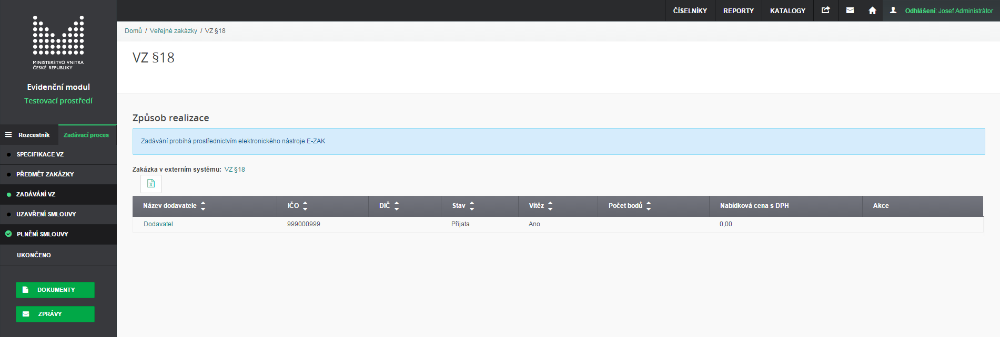 ČÍSELNÍKY REPORTY KATALOGY Odhlášení: Josef Administrátor
MINISTERSTVO VNITRA
ČESKÉ REPUBLIKY
Evidenční modul
Testovací prostředí
Rozcestník Zadávací proces
SPECIFIKACE VZ
PŘEDMĚT ZAKÁZKY
ZADÁVÁNÍ VZ
UZAVŘENÍ SMLOUVY
PLNĚNÍ SMLOUVY
UKONČENO
DOKUMENTY
ZPRÁVY
Domů / Veřejné zakázky / VZ §18
VZ §18
Způsob realizace
Zadávání probíhá prostřednictvím elektronického nástroje E-ZAK
Zakázka v externím systému: VZ §18
Název dodavatele IČO DIČ Stav Vítěz Počet bodů Nabídková cena s DPH Akce
Dodavatel 999000999 Přijata Ano 0,00